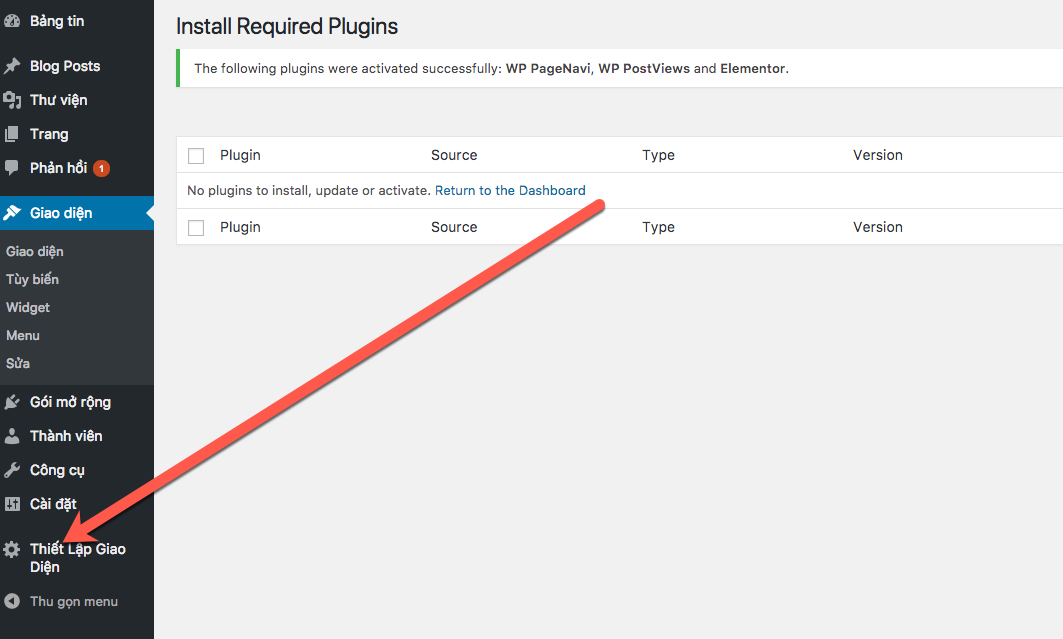 Bảng tin
Blog Posts
Thư viện
Trang
Phản hồi 1
Giao diện
Giao diện
Tùy biến
Widget
Menu
Sửa
Gói mở rộng
Thành viên
Công cụ
Cài đặt
Thiết Lập Giao
Diện
Thu gọn menu
Install Required Plugins
The following plugins were activated successfully: WP PageNavi, WP PostViews and Elementor.
Plugin Source Type Version
No plugins to install, update or activate. Return to the Dashboard
Plugin Source Type Version